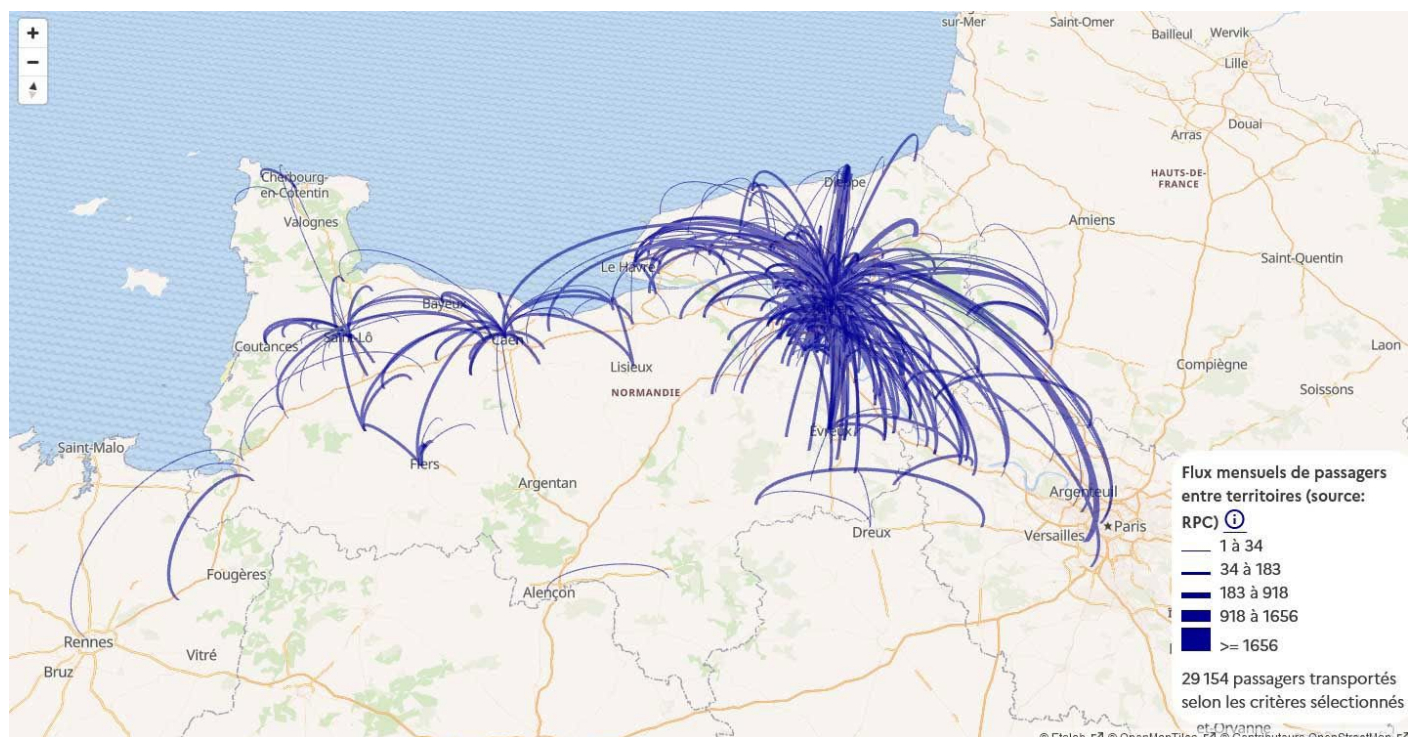 +
−
sur-Mer
Saint-Omer
Bailleul
Wervik
Lille
Douai
Arras
HAUTS-DE-
FRANCE
Cherbourg-
en-Cotentin
Valognes
Dieppe
Amiens
Saint-Quentin
Le Havre
Bayeux
Coutances
Saint-Lô
Caen
Lisieux
NORMANDIE
Compiègne
Laon
Soissons
Saint-Malo
Flers
Évreux
Argentan
Argenteuil
Paris
Versailles
Dreux
Fougères
Alençon
Rennes
Vitré
Bruz
Flux mensuels de passagers
entre territoires (source:
RPC) i
1 à 34
34 à 183
183 à 918
918 à 1656
>= 1656
29 154 passagers transportés
selon les critères sélectionnés